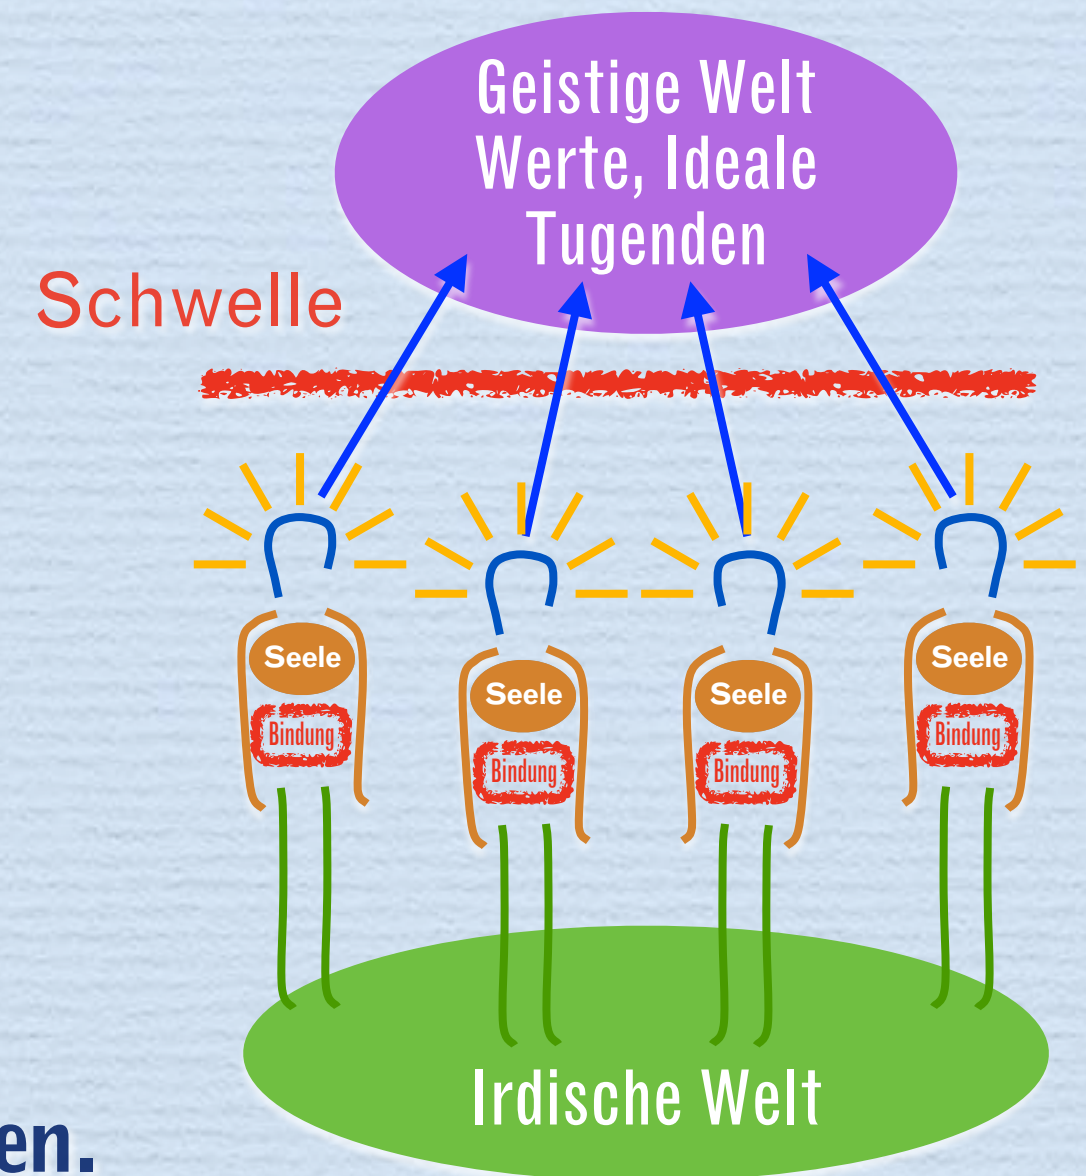 Geistige Welt
Werte, Ideale
Tugenden
Schwelle
Seele
Bindung
Seele
Bindung
Seele
Bindung
Seele
Bindung
Irdische Welt
en.